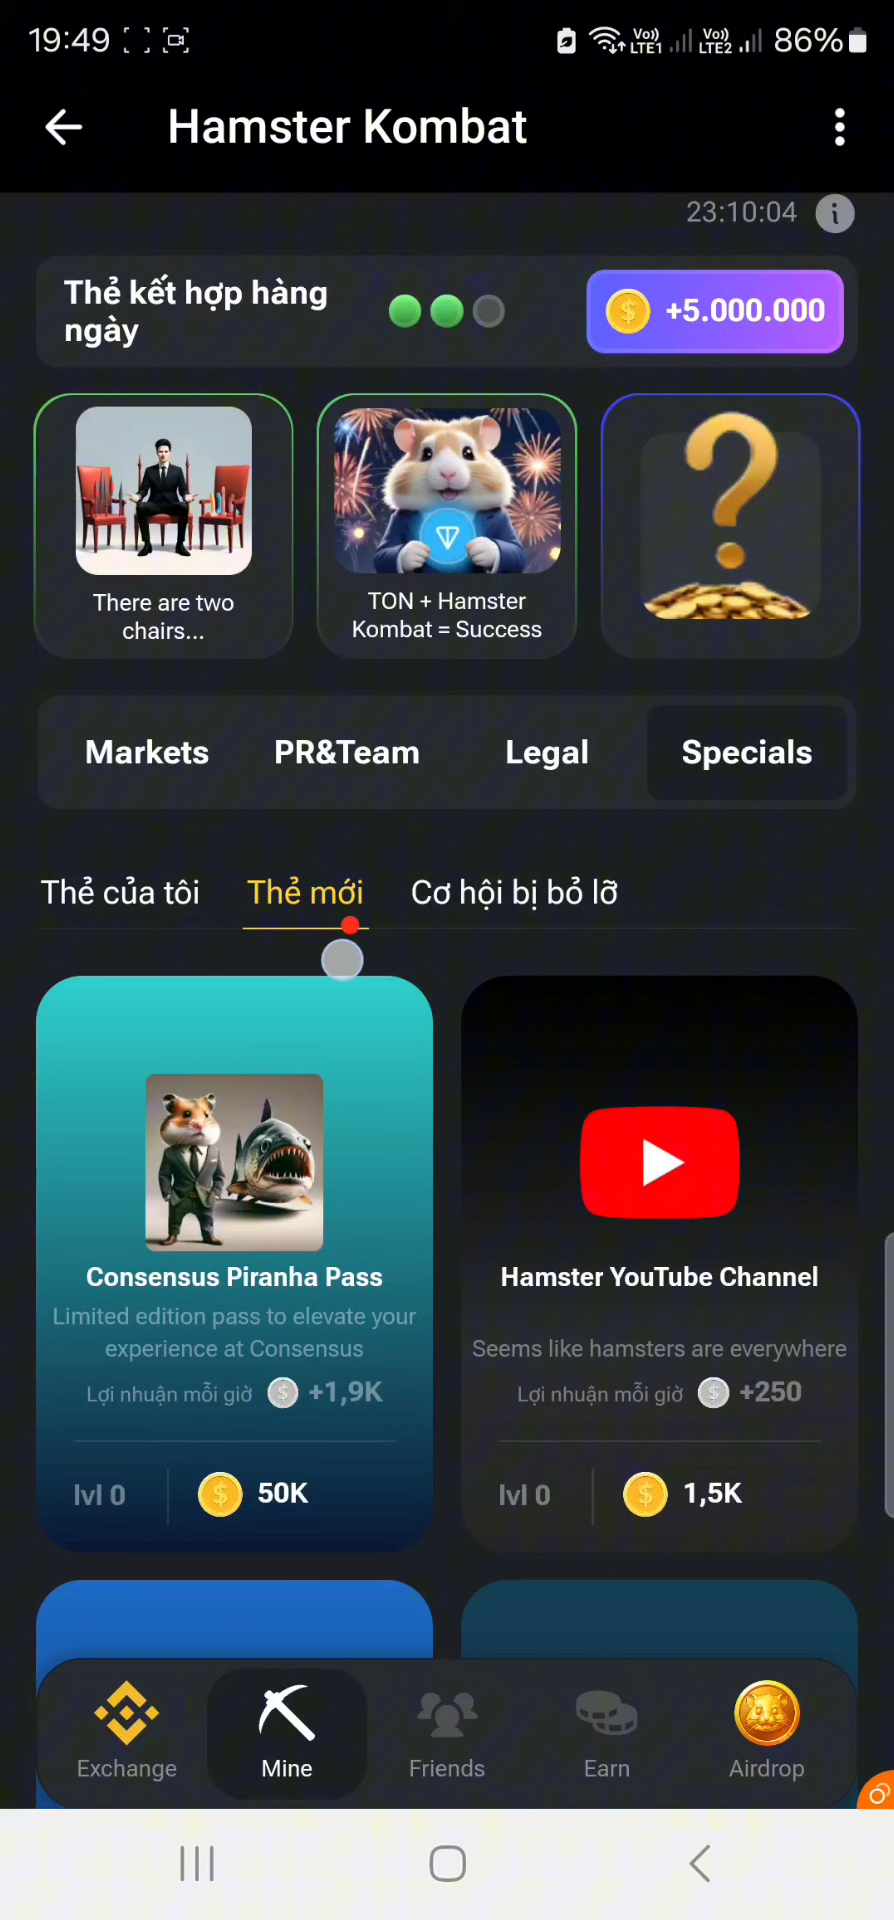 19:49
Vo)) LTE1 Vo)) LTE2 86%
Hamster Kombat
23:10:04
Thẻ kết hợp hàng
ngày
+5.000.000
There are two
chairs...
TON + Hamster
Kombat = Success
Markets PR&Team Legal Specials
Thẻ của tôi Thẻ mới Cơ hội bị bỏ lỡ
Consensus Piranha Pass
Limited edition pass to elevate your
experience at Consensus
Lợi nhuận mỗi giờ +1,9K
lvl 0 50K
Hamster YouTube Channel
Seems like hamsters are everywhere
Lợi nhuận mỗi giờ +250
lvl 0 1,5K
Exchange Mine Friends Earn Airdrop